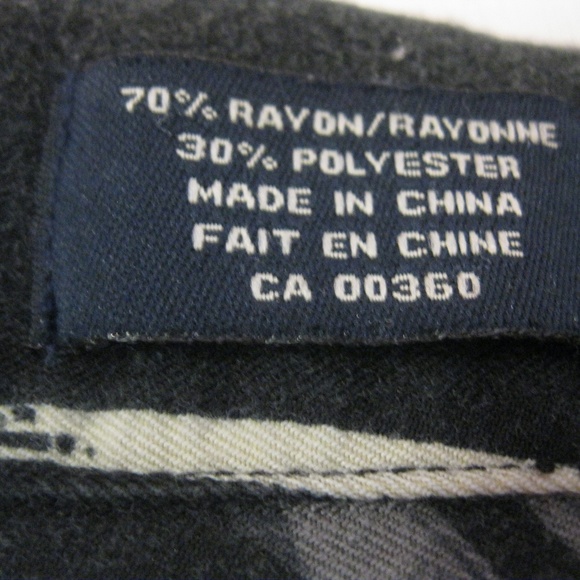 70% RAYON/RAYONNE
30% POLYESTER
MADE IN CHINA
FAIT EN CHINE
CA 00360